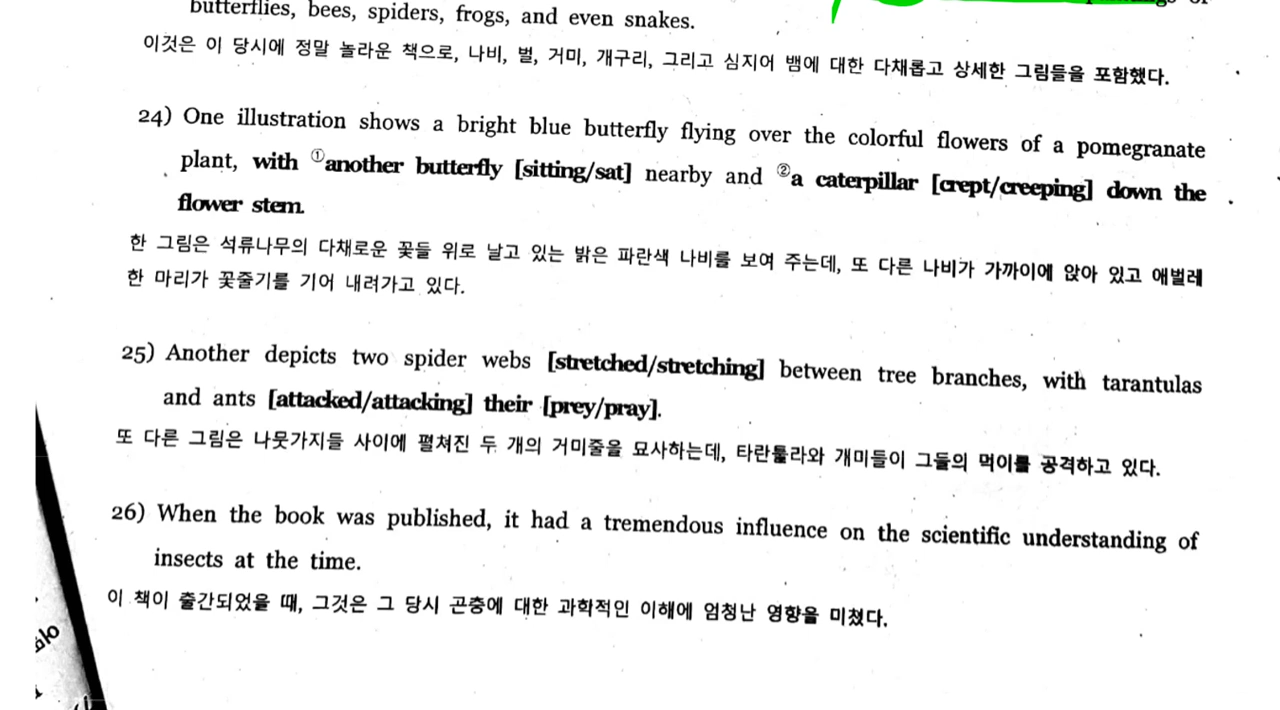 butterflies, bees, spiders, frogs, and even snakes.
이것은 이 당시에 정말 놀라운 책으로, 나비, 벌, 거미, 개구리, 그리고 심지어 뱀에 대한 다채롭고 상세한 그림들을 포함했다.
24) One illustration shows a bright blue butterfly flying over the colorful flowers of a pomegranate
plant, with ①another butterfly [sitting/sat] nearby and ②a caterpillar [crept/creeping] down the
flower stem.
한 그림은 석류나무의 다채로운 꽃들 위로 날고 있는 밝은 파란색 나비를 보여 주는데, 또 다른 나비가 가까이에 앉아 있고 애벌레
한 마리가 꽃줄기를 기어 내려가고 있다.
25) Another depicts two spider webs [stretched/stretching] between tree branches, with tarantulas
and ants [attacked/attacking] their [prey/pray].
또 다른 그림은 나뭇가지들 사이에 펼쳐진 두 개의 거미줄을 묘사하는데, 타란툴라와 개미들이 그들의 먹이를 공격하고 있다.
26) When the book was published, it had a tremendous influence on the scientific understanding of
insects at the time.
이 책이 출간되었을 때, 그것은 그 당시 곤충에 대한 과학적인 이해에 엄청난 영향을 미쳤다.